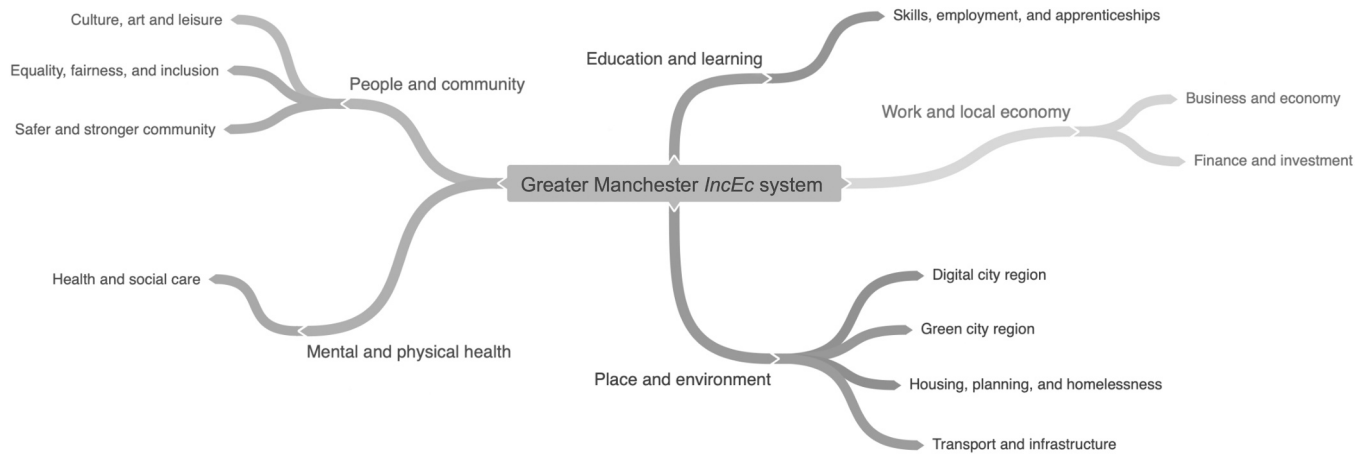 Culture, art and leisure
Equality, fairness, and inclusion
Safer and stronger community
People and community
Health and social care
Mental and physical health
Greater Manchester IncEc system
Education and learning
Skills, employment, and apprenticeships
Work and local economy
Business and economy
Finance and investment
Place and environment
Digital city region
Green city region
Housing, planning, and homelessness
Transport and infrastructure